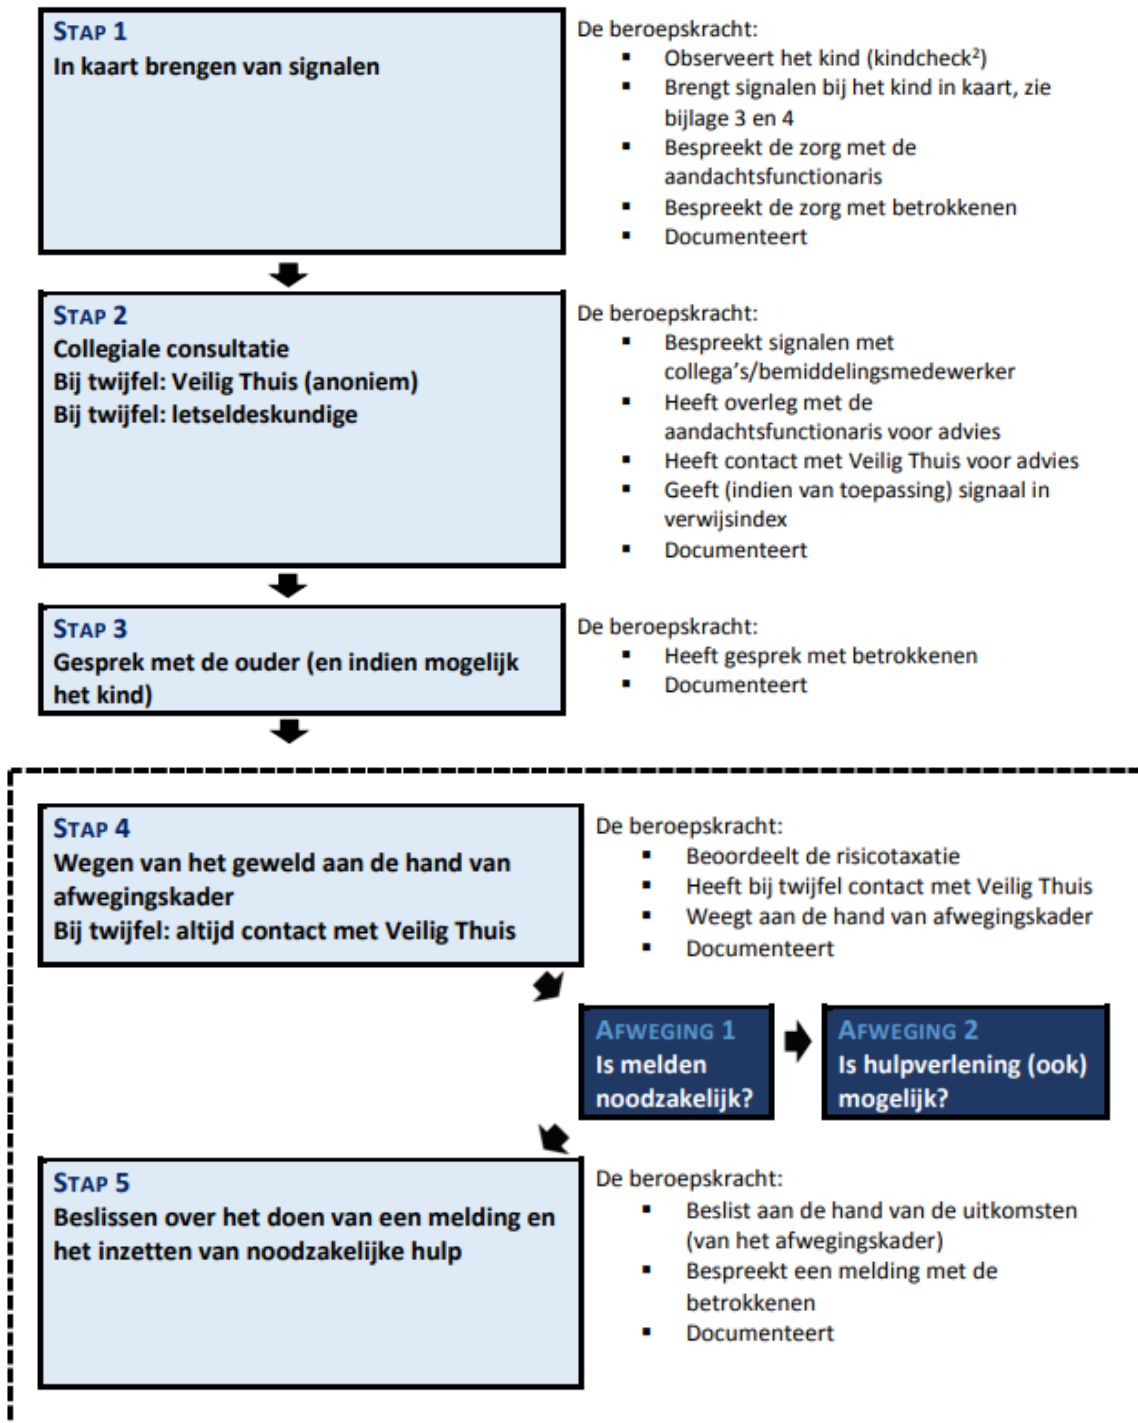 STAP 1
In kaart brengen van signalen
De beroepskracht:
▪ Observeert het kind (kindcheck²)
▪ Brengt signalen bij het kind in kaart, zie
bijlage 3 en 4
▪ Bespreekt de zorg met de
aandachtsfunctionaris
▪ Bespreekt de zorg met betrokkenen
▪ Documenteert
STAP 2
Collegiale consultatie
Bij twijfel: Veilig Thuis (anoniem)
Bij twijfel: letseldeskundige
De beroepskracht:
▪ Bespreekt signalen met
collega’s/bemiddelingsmedewerker
▪ Heeft overleg met de
aandachtsfunctionaris voor advies
▪ Heeft contact met Veilig Thuis voor advies
▪ Geeft (indien van toepassing) signaal in
verwijsindex
▪ Documenteert
STAP 3
Gesprek met de ouder (en indien mogelijk
het kind)
De beroepskracht:
▪ Heeft gesprek met betrokkenen
▪ Documenteert
STAP 4
Wegen van het geweld aan de hand van
afwegingskader
Bij twijfel: altijd contact met Veilig Thuis
De beroepskracht:
▪ Beoordeelt de risicotaxatie
▪ Heeft bij twijfel contact met Veilig Thuis
▪ Weegt aan de hand van afwegingskader
▪ Documenteert
AFWEGING 1
Is melden
noodzakelijk?
AFWEGING 2
Is hulpverlening (ook)
mogelijk?
STAP 5
Beslissen over het doen van een melding en
het inzetten van noodzakelijke hulp
De beroepskracht:
▪ Beslist aan de hand van de uitkomsten
(van het afwegingskader)
▪ Bespreekt een melding met de
betrokkenen
▪ Documenteert